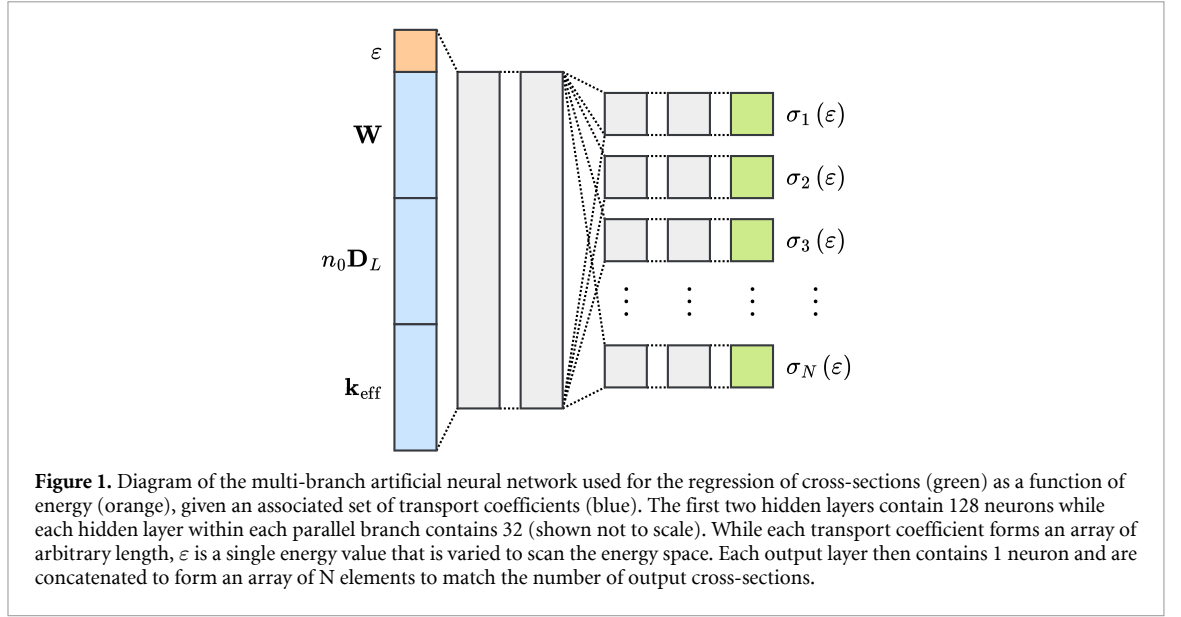 ε
W
n₀D_L
k_eff
σ₁ (ε)
σ₂ (ε)
σ₃ (ε)
σ_N (ε)
Figure 1. Diagram of the multi-branch artificial neural network used for the regression of cross-sections (green) as a function of
energy (orange), given an associated set of transport coefficients (blue). The first two hidden layers contain 128 neurons while
each hidden layer within each parallel branch contains 32 (shown not to scale). While each transport coefficient forms an array of
arbitrary length, ε is a single energy value that is varied to scan the energy space. Each output layer then contains 1 neuron and are
concatenated to form an array of N elements to match the number of output cross-sections.